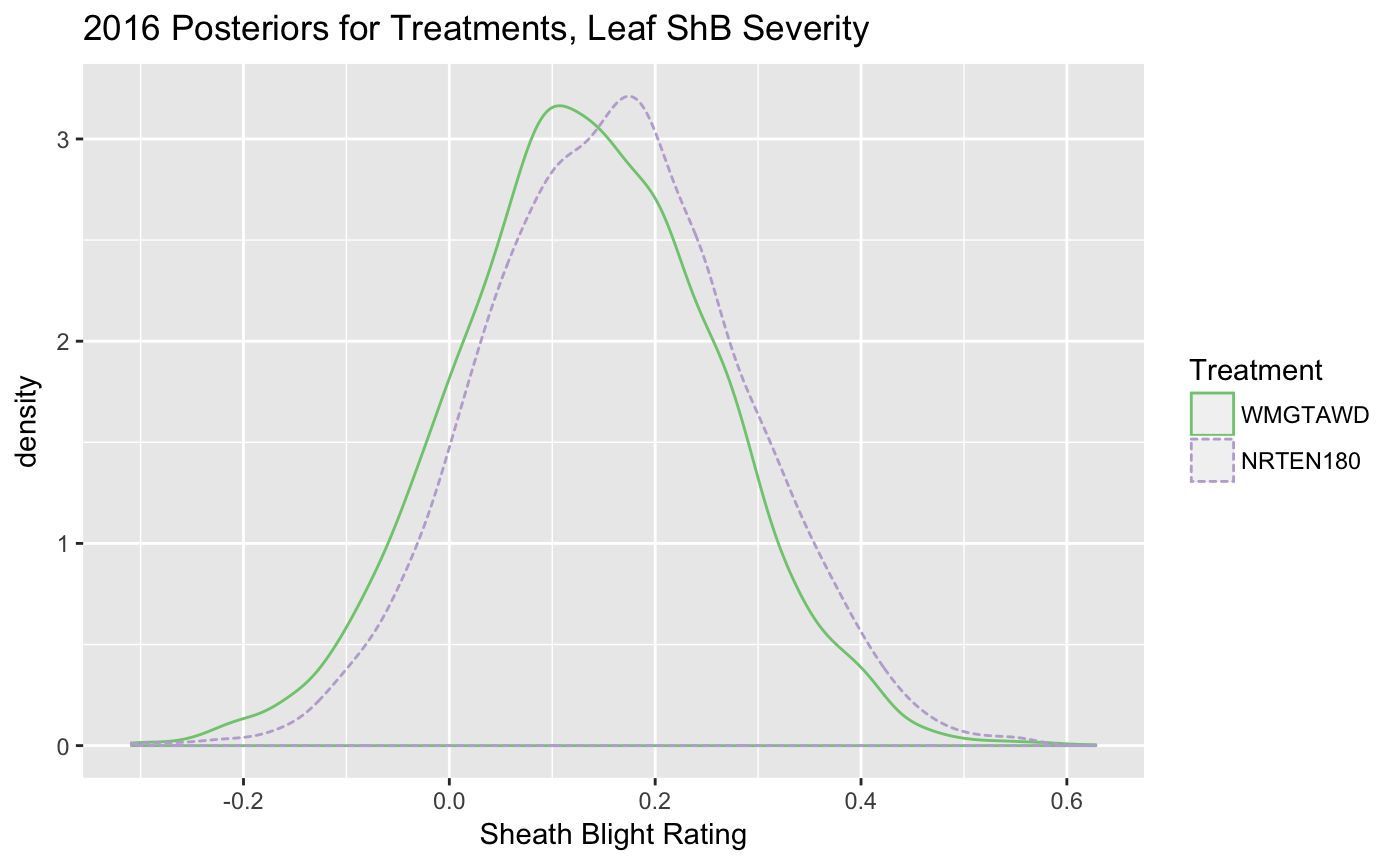 2016 Posteriors for Treatments, Leaf ShB Severity
density
3
2
1
0
-0.2 0.0 0.2 0.4 0.6
Sheath Blight Rating
Treatment
WMGTAWD
NRTEN180